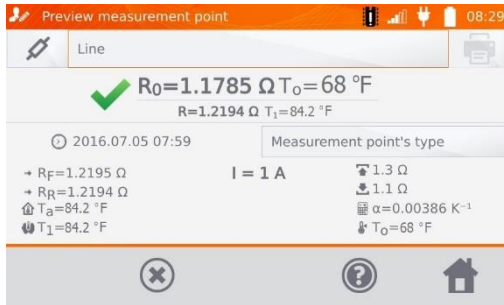 Preview measurement point 08:29
Line
R0=1.1785 Ω To=68 °F
R=1.2194 Ω T1=84.2 °F
2016.07.05 07:59 Measurement point's type
RF=1.2195 Ω I = 1 A 1.3 Ω
RR=1.2194 Ω 1.1 Ω
Ta=84.2 °F α=0.00386 K⁻¹
T1=84.2 °F To=68 °F